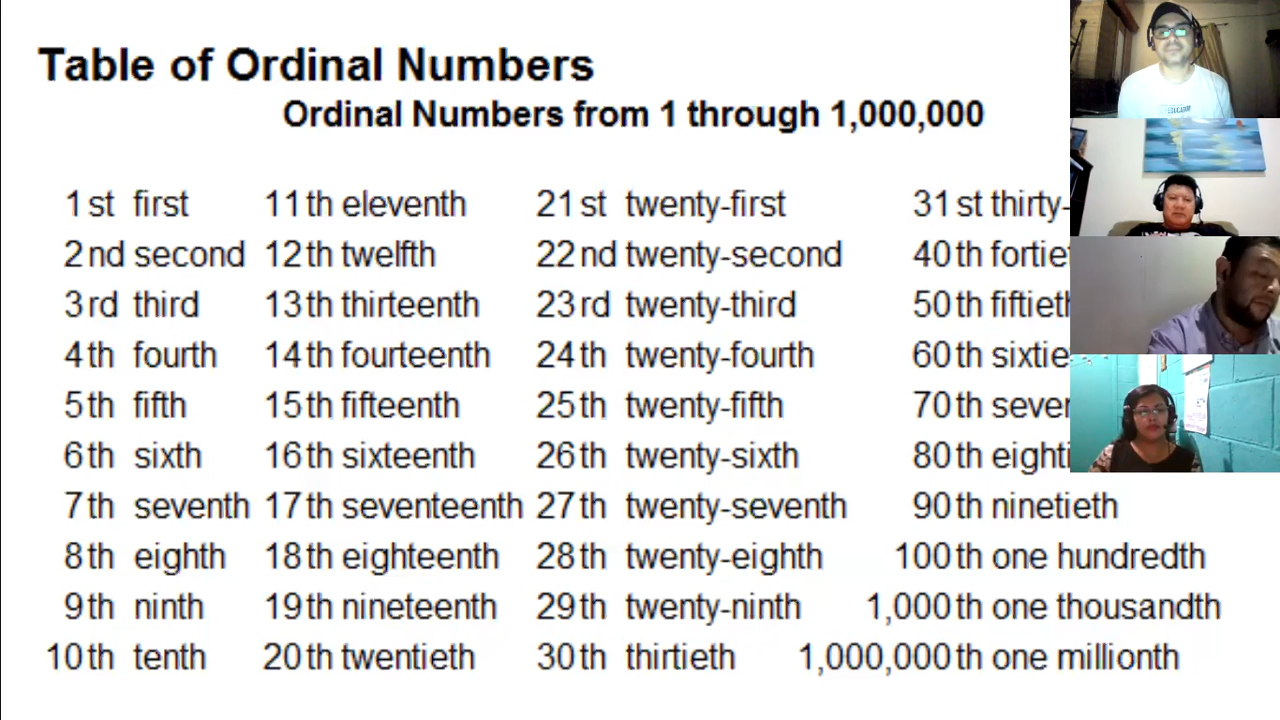 Table of Ordinal Numbers
Ordinal Numbers from 1 through 1,000,000
1st first 11th eleventh 21st twenty-first 31st
2nd second 12th twelfth 22nd twenty-second 40th
3rd third 13th thirteenth 23rd twenty-third 50th
4th fourth 14th fourteenth 24th twenty-fourth 60th
5th fifth 15th fifteenth 25th twenty-fifth 70th
6th sixth 16th sixteenth 26th twenty-sixth 80th
7th seventh 17th seventeenth 27th twenty-seventh 90th ninetieth
8th eighth 18th eighteenth 28th twenty-eighth 100th one hundredth
9th ninth 19th nineteenth 29th twenty-ninth 1,000th one thousandth
10th tenth 20th twentieth 30th thirtieth 1,000,000th one millionth